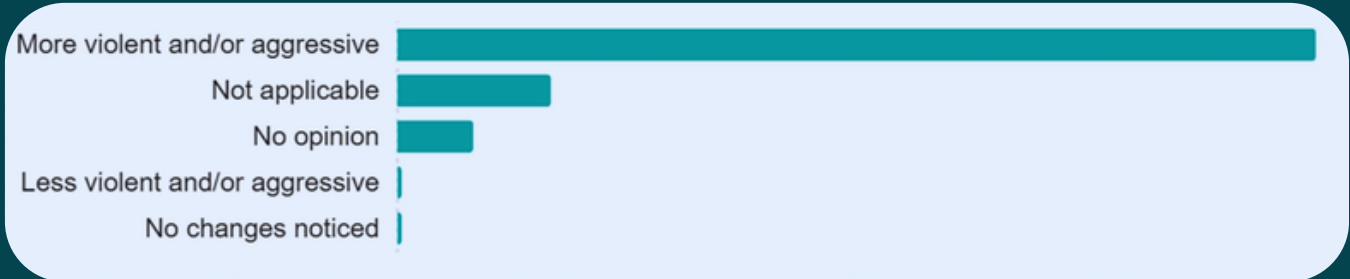 More violent and/or aggressive
Not applicable
No opinion
Less violent and/or aggressive
No changes noticed